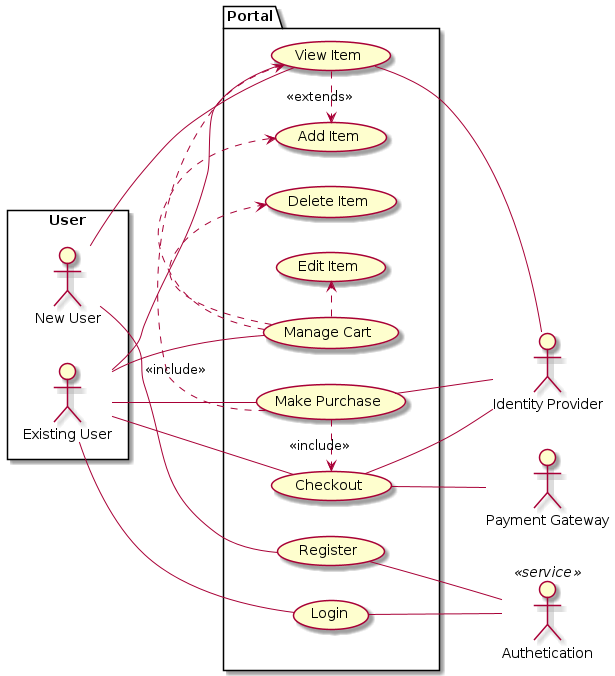 Portal
View Item
«extends»
Add Item
Delete Item
User
Edit Item
New User
Manage Cart
«include»
Make Purchase
Identity Provider
Existing User
«include»
Checkout
Payment Gateway
Register
«service»
Login
Authetication